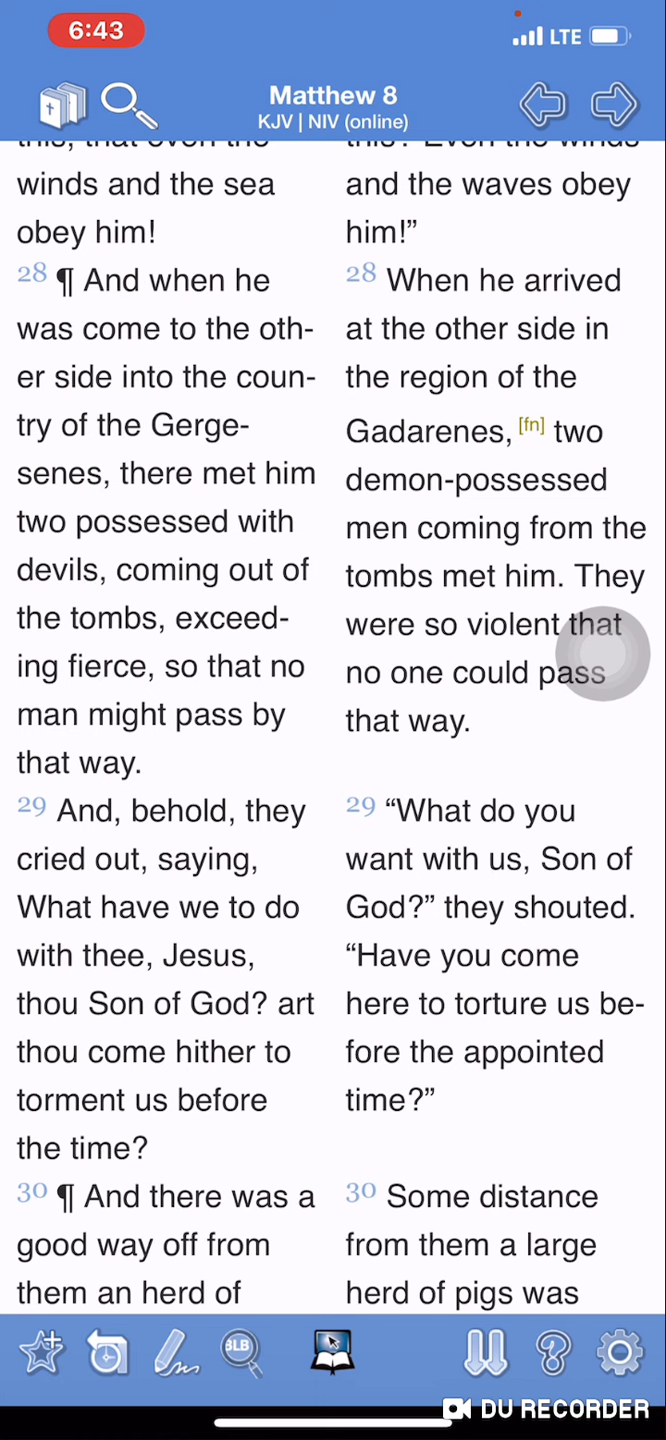 6:43
LTE
Matthew 8
KJV | NIV (online)
this, that even the
winds and the sea
obey him!
28 ¶ And when he
was come to the oth-
er side into the coun-
try of the Gerge-
senes, there met him
two possessed with
devils, coming out of
the tombs, exceed-
ing fierce, so that no
man might pass by
that way.
29 And, behold, they
cried out, saying,
What have we to do
with thee, Jesus,
thou Son of God? art
thou come hither to
torment us before
the time?
30 ¶ And there was a
good way off from
them an herd of
this? Even the winds
and the waves obey
him!”
28 When he arrived
at the other side in
the region of the
Gadarenes, [fn] two
demon-possessed
men coming from the
tombs met him. They
were so violent that
no one could pass
that way.
29 “What do you
want with us, Son of
God?” they shouted.
“Have you come
here to torture us be-
fore the appointed
time?”
30 Some distance
from them a large
herd of pigs was
BLB
DU RECORDER